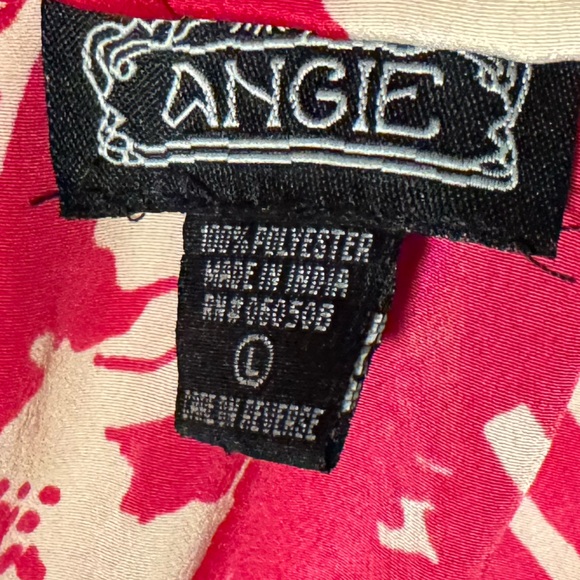 ANGIE
100% POLYESTER
MADE IN INDIA
RN# 060508
L
CARE ON REVERSE